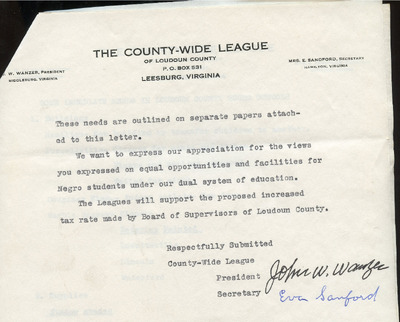 THE COUNTY-WIDE LEAGUE
OF LOUDOUN COUNTY
P. O. BOX 531
LEESBURG, VIRGINIA
W. WANZER, PRESIDENT
MIDDLEBURG, VIRGINIA
MRS. E. SANDFORD, SECRETARY
HAMILTON, VIRGINIA
These needs are outlined on separate papers attach-
ed to this letter.
We want to express our appreciation for the views
you expressed on equal opportunities and facilities for
Negro students under our dual system of education.
The Leagues will support the proposed increased
tax rate made by Board of Supervisors of Loudoun County.
Respectfully Submitted
County-Wide League
President John W. Wanzer
Secretary Eva Sanford